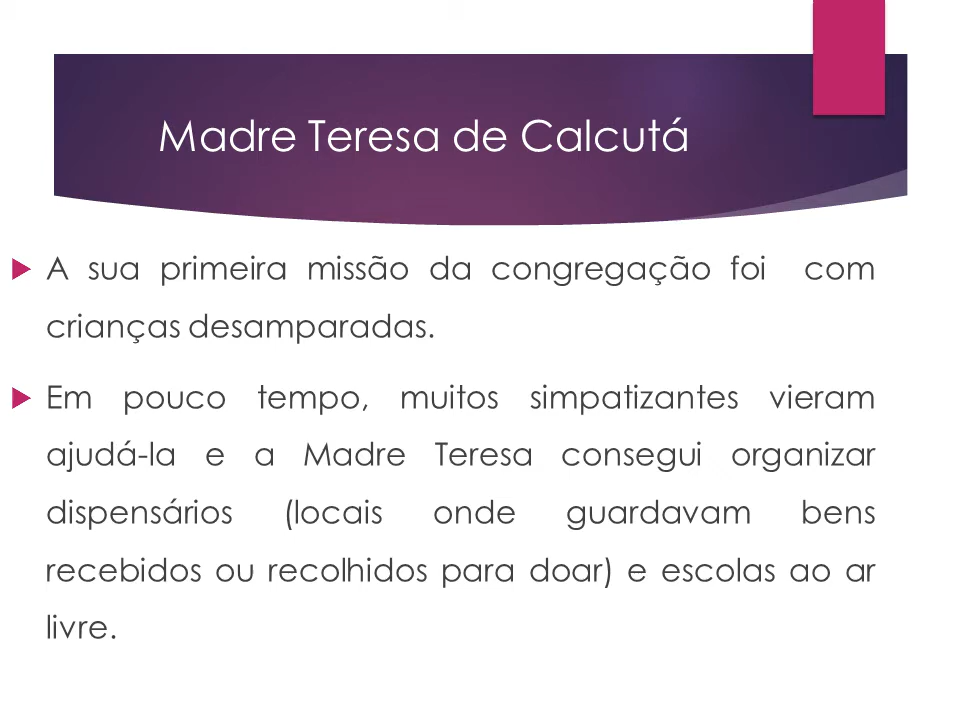 Madre Teresa de Calcutá
A sua primeira missão da congregação foi com
crianças desamparadas.
Em pouco tempo, muitos simpatizantes vieram
ajudá-la e a Madre Teresa consegui organizar
dispensários (locais onde guardavam bens
recebidos ou recolhidos para doar) e escolas ao ar
livre.